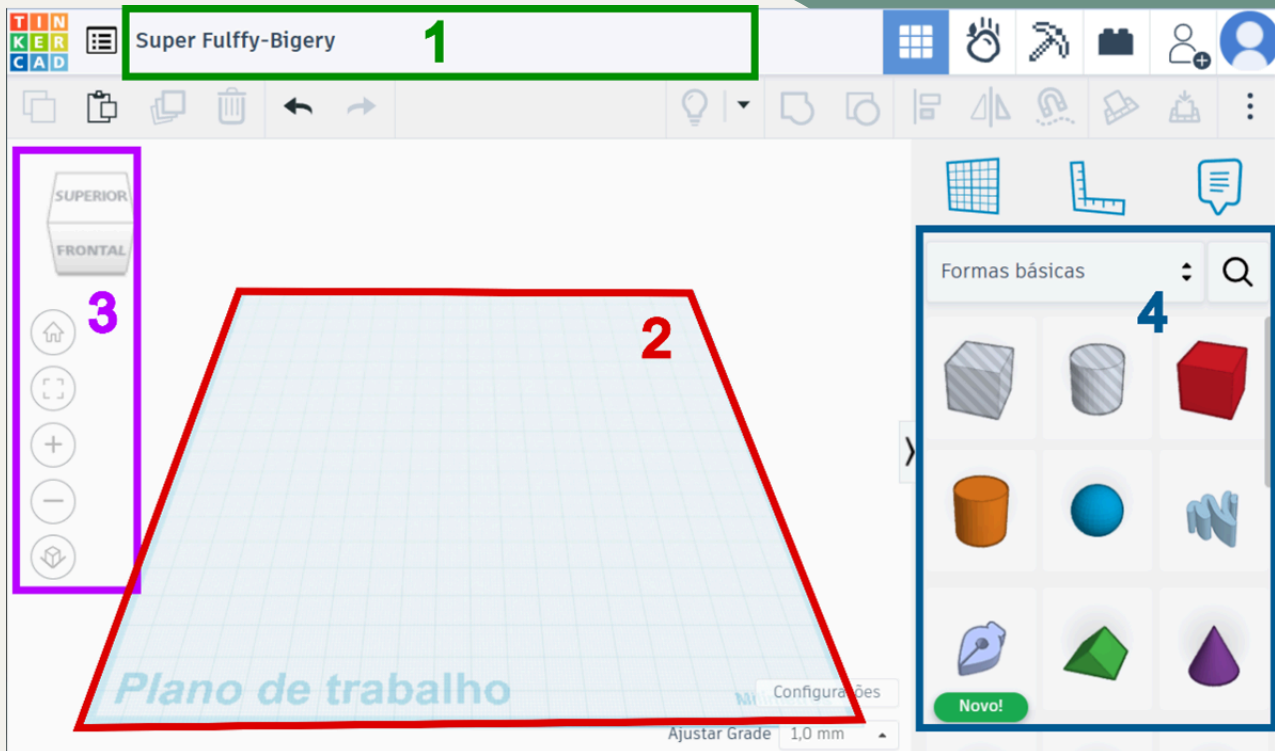 TIN
KER
CAD
Super Fulffy-Bigery
1
SUPERIOR
FRONTAL
3
2
Formas básicas
4
Plano de trabalho
Configurações
Novo!
Ajustar Grade 1,0 mm